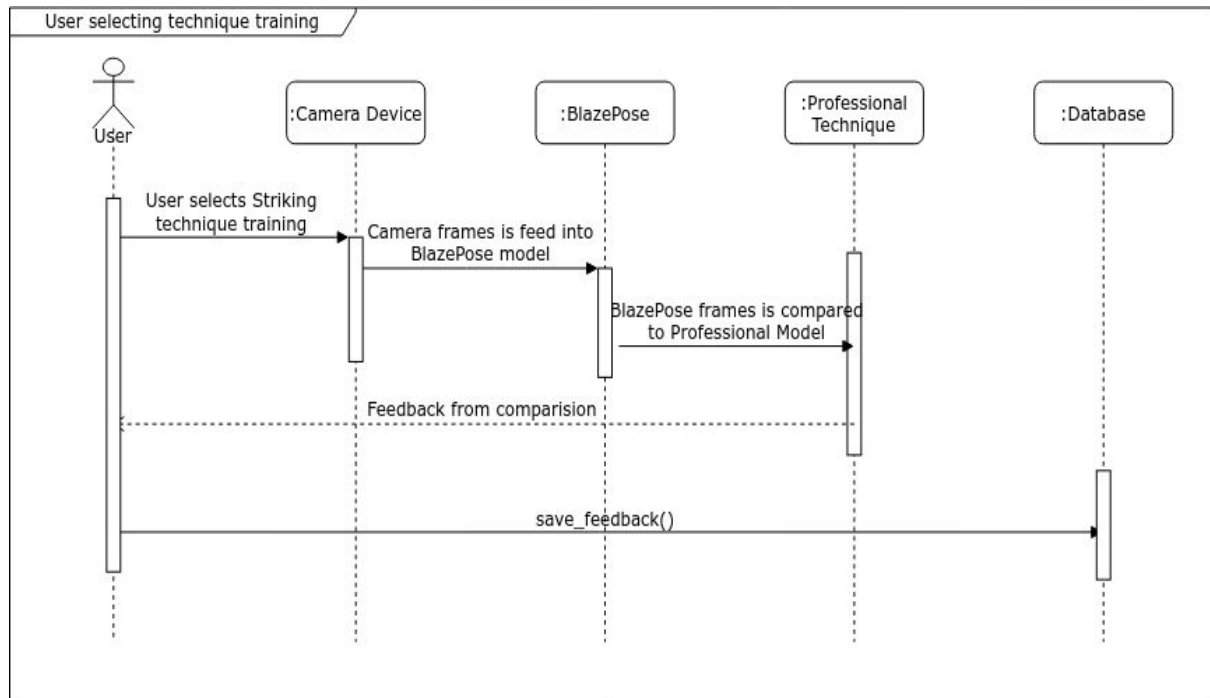 User selecting technique training
User
:Camera Device
:BlazePose
:Professional
Technique
:Database
User selects Striking
technique training
Camera frames is feed into
BlazePose model
BlazePose frames is compared
to Professional Model
Feedback from comparision
save_feedback()